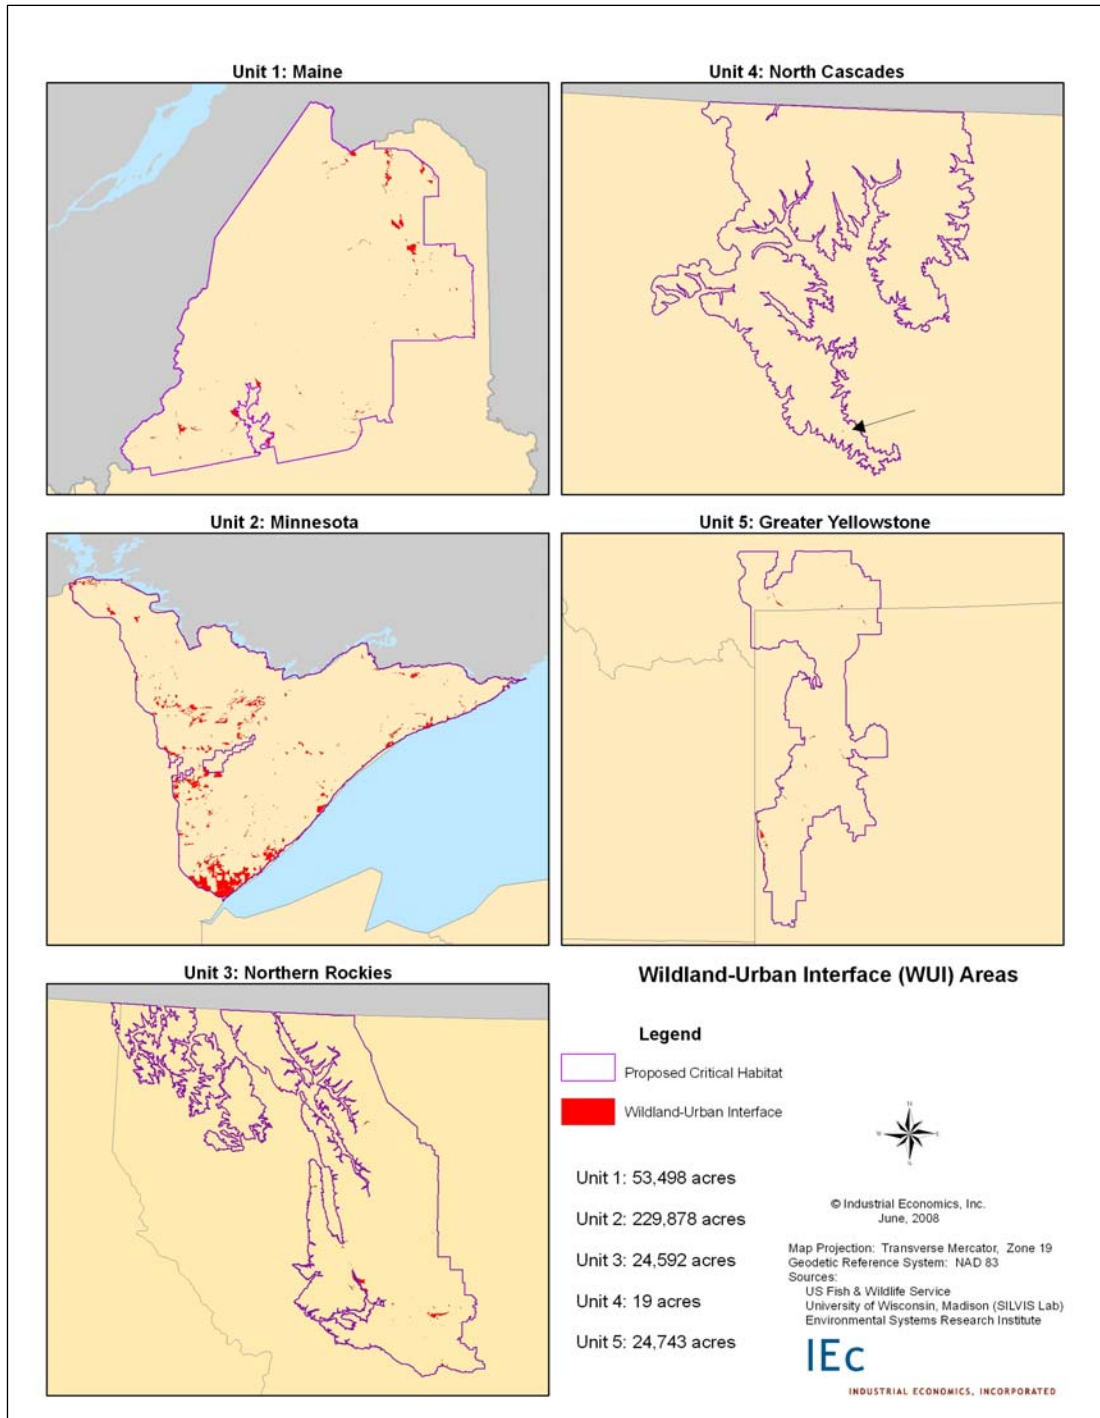 Unit 1: Maine
Unit 4: North Cascades
Unit 2: Minnesota
Unit 5: Greater Yellowstone
Unit 3: Northern Rockies
Wildland-Urban Interface (WUI) Areas
Legend
Proposed Critical Habitat
Wildland-Urban Interface
Unit 1: 53,498 acres
Unit 2: 229,878 acres
Unit 3: 24,592 acres
Unit 4: 19 acres
Unit 5: 24,743 acres
N
W
E
S
© Industrial Economics, Inc.
June, 2008
Map Projection: Transverse Mercator, Zone 19
Geodetic Reference System: NAD 83
Sources:
US Fish & Wildlife Service
University of Wisconsin, Madison (SILVIS Lab)
Environmental Systems Research Institute
IEc
INDUSTRIAL ECONOMICS, INCORPORATED